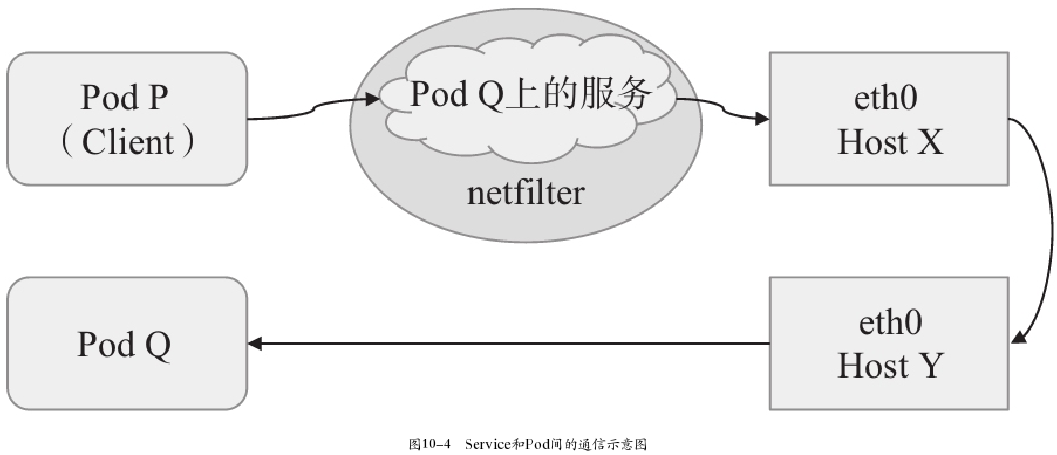 Pod P
（Client）
Pod Q上的服务
netfilter
eth0
Host X
Pod Q
eth0
Host Y
图10-4 Service和Pod间的通信示意图